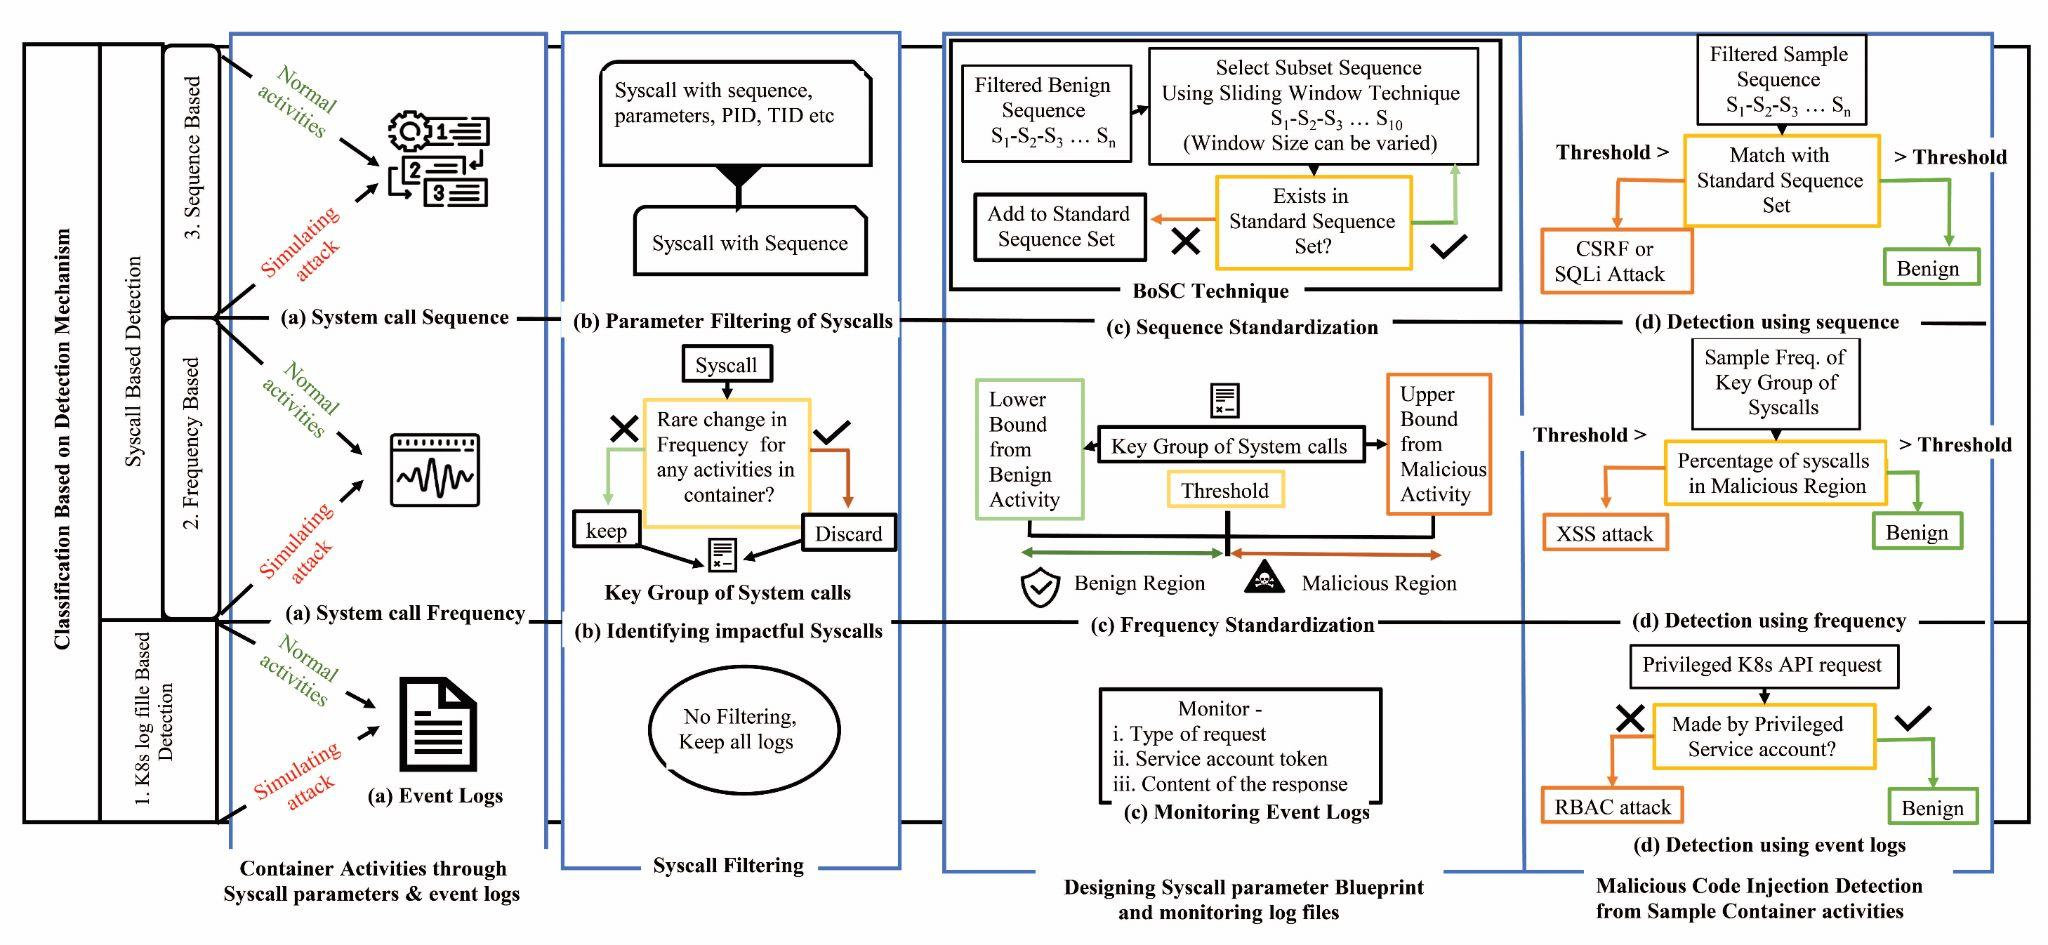 Classification Based on Detection Mechanism
Syscall Based Detection
3. Sequence Based
2. Frequency Based
1. K8s log fille Based
Detection
Normal
activities
Simulating
attack
(a) System call Sequence
Normal
activities
Simulating
attack
(a) System call Frequency
Normal
activities
Simulating
attack
(a) Event Logs
Container Activities through
Syscall parameters & event logs
1
2
3
Syscall with sequence,
parameters, PID, TID etc
Syscall with Sequence
(b) Parameter Filtering of Syscalls
Syscall
Rare change in
Frequency for
any activities in
container?
keep
Discard
Key Group of System calls
(b) Identifying impactful Syscalls
No Filtering,
Keep all logs
Syscall Filtering
Filtered Benign
Sequence
S1-S2-S3 … Sn
Select Subset Sequence
Using Sliding Window Technique
S1-S2-S3 … S10
(Window Size can be varied)
Add to Standard
Sequence Set
Exists in
Standard Sequence
Set?
BoSC Technique
(c) Sequence Standardization
Lower
Bound
from
Benign
Activity
Key Group of System calls
Threshold
Upper
Bound
from
Malicious
Activity
Benign Region
Malicious Region
(c) Frequency Standardization
Monitor -
i. Type of request
ii. Service account token
iii. Content of the response
(c) Monitoring Event Logs
Designing Syscall parameter Blueprint
and monitoring log files
Filtered Sample
Sequence
S1-S2-S3 … Sn
Threshold >
Match with
Standard Sequence
Set
> Threshold
CSRF or
SQLi Attack
Benign
(d) Detection using sequence
Sample Freq. of
Key Group of
Syscalls
Threshold >
> Threshold
Percentage of syscalls
in Malicious Region
XSS attack
Benign
(d) Detection using frequency
Privileged K8s API request
Made by Privileged
Service account?
RBAC attack
Benign
(d) Detection using event logs
Malicious Code Injection Detection
from Sample Container activities